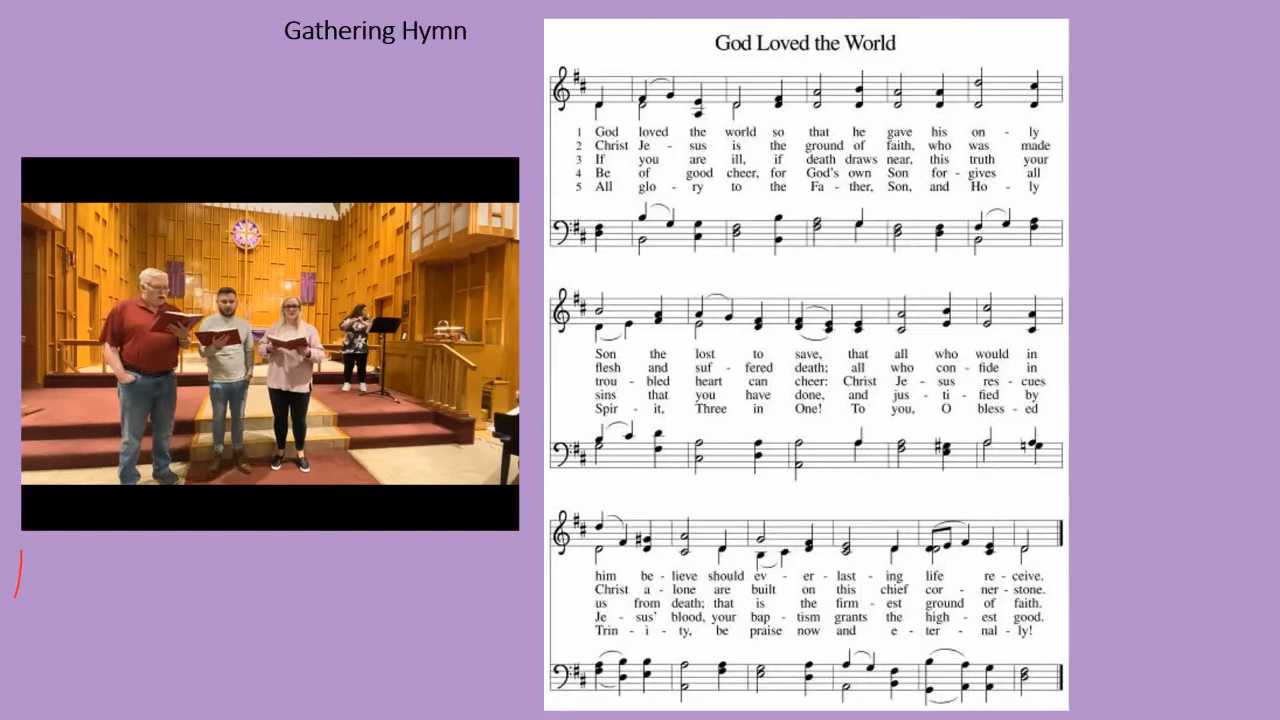 Gathering Hymn
God Loved the World
1 God loved the world so that he gave his on - ly
2 Christ Je - sus is the ground of faith, who was made
3 If you are ill, if death draws near, this truth your
4 Be of good cheer, for God's own Son for - gives all
5 All glo - ry to the Fa - ther, Son, and Ho - ly
Son the lost to save, that all who would in
flesh and suf - fered death; all who con - fide in
trou - bled heart can cheer: Christ Je - sus res - cues
sins that you have done, and jus - ti - fied by
Spir - it, Three in One! To you, O bless - ed
him be - lieve should ev - er - last - ing life re - ceive.
Christ a - lone are built on this chief cor - ner - stone.
us from death; that is the firm - est ground of faith.
Je - sus' blood, your bap - tism grants the high - est good.
Trin - i - ty, be praise now and e - ter - nal - ly!